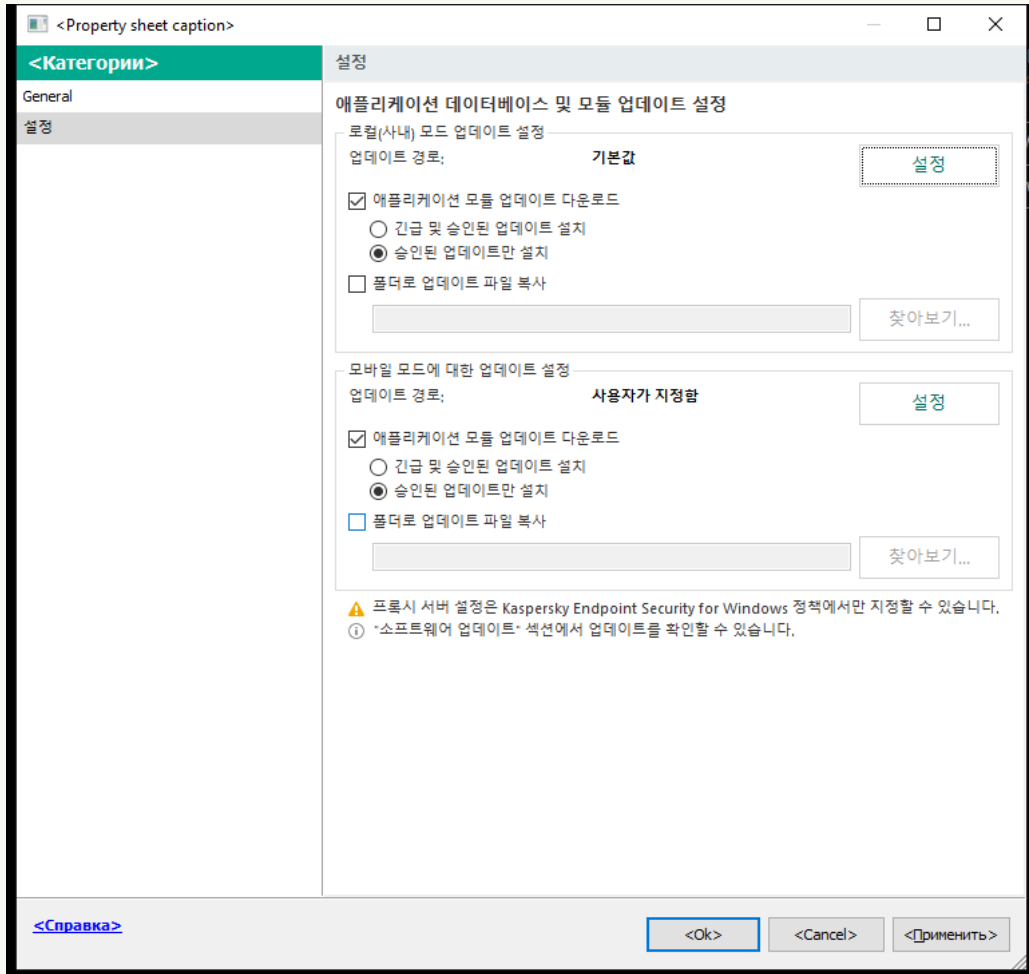 <Property sheet caption>
<Категории>
General
설정
설정
애플리케이션 데이터베이스 및 모듈 업데이트 설정
로컬(사내) 모드 업데이트 설정
업데이트 경로: 기본값 설정
애플리케이션 모듈 업데이트 다운로드
긴급 및 승인된 업데이트 설치
승인된 업데이트만 설치
폴더로 업데이트 파일 복사
찾아보기...
모바일 모드에 대한 업데이트 설정
업데이트 경로: 사용자가 지정함 설정
애플리케이션 모듈 업데이트 다운로드
긴급 및 승인된 업데이트 설치
승인된 업데이트만 설치
폴더로 업데이트 파일 복사
찾아보기...
프록시 서버 설정은 Kaspersky Endpoint Security for Windows 정책에서만 지정할 수 있습니다.
"소프트웨어 업데이트" 섹션에서 업데이트를 확인할 수 있습니다.
<Справка> <Ok> <Cancel> <Применить>